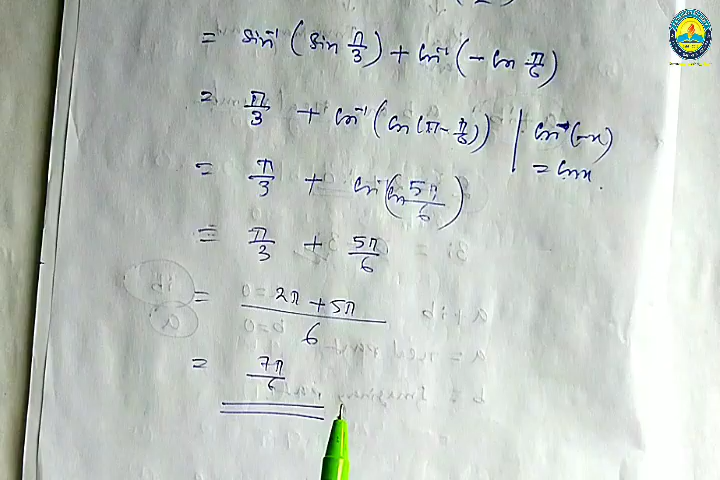 = sin⁻¹ (sin π/3) + cos⁻¹ (-cos π/6)
= π/3 + cos⁻¹ (cos (π - π/6)) | cos⁻¹(-x)
= cos x.
= π/3 + cos⁻¹ (cos 5π/6)
= π/3 + 5π/6
= 2π + 5π / 6
= 7π/6